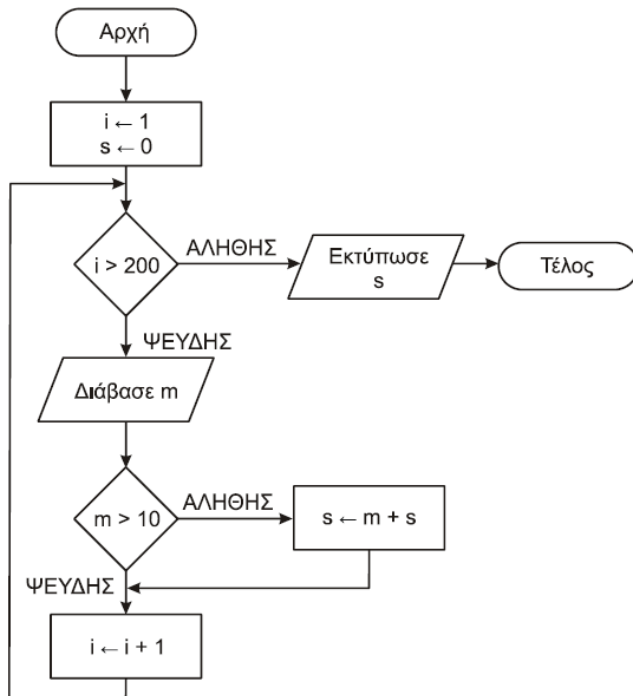 Αρχή
i ← 1
s ← 0
i > 200
ΑΛΗΘΗΣ
Εκτύπωσε
s
Τέλος
ΨΕΥΔΗΣ
Διάβασε m
m > 10
ΑΛΗΘΗΣ
s ← m + s
ΨΕΥΔΗΣ
i ← i + 1